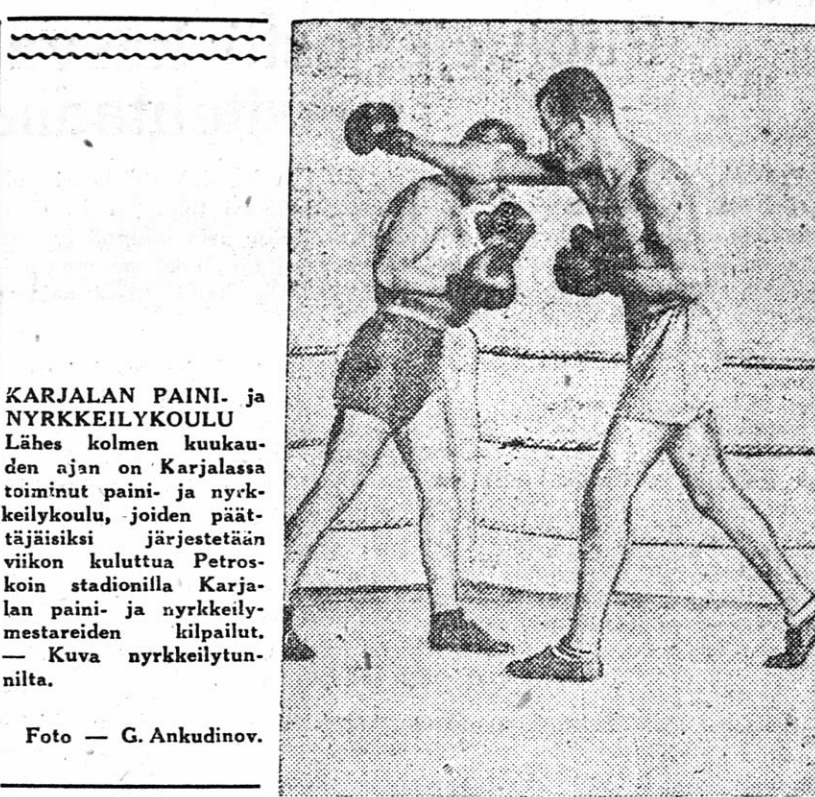 KARJALAN PAINI- ja
NYRKKEILYKOULU
Lähes kolmen kuukau-
den ajan on Karjalassa
toiminut paini- ja nyrk-
keilykoulu, joiden päät-
täjäisiksi järjestetään
viikon kuluttua Petros-
koin stadionilla Karja-
lan paini- ja nyrkkeily-
mestareiden kilpailut.
— Kuva nyrkkeilytun-
nilta.
Foto — G. Ankudinov.